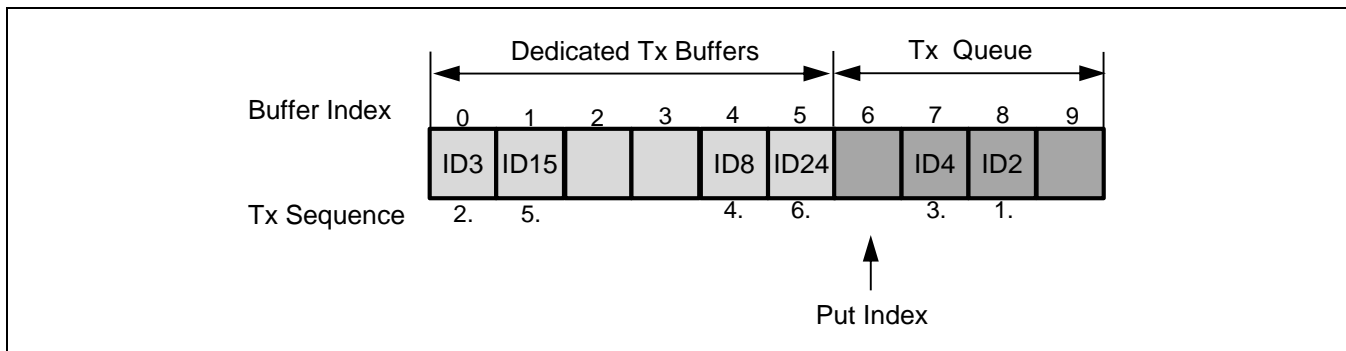 Dedicated Tx Buffers Tx Queue
Buffer Index 0 1 2 3 4 5 6 7 8 9
ID3 ID15 ID8 ID24 ID4 ID2
Tx Sequence 2. 5. 4. 6. 3. 1.
Put Index